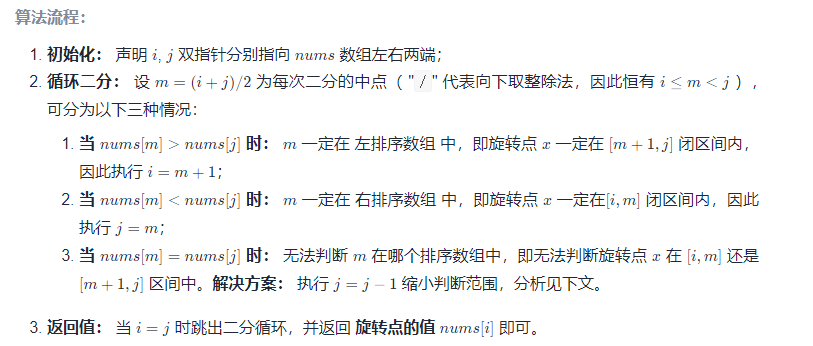 算法流程：
1. 初始化： 声明 i, j 双指针分别指向 nums 数组左右两端；
2. 循环二分： 设 m = (i + j)/2 为每次二分的中点（ "/" 代表向下取整除法，因此恒有 i ≤ m < j ），
可分为以下三种情况：
1. 当 nums[m] > nums[j] 时： m 一定在 左排序数组 中，即旋转点 x 一定在 [m + 1, j] 闭区间内，
因此执行 i = m + 1；
2. 当 nums[m] < nums[j] 时： m 一定在 右排序数组 中，即旋转点 x 一定在[i, m] 闭区间内，因此
执行 j = m；
3. 当 nums[m] = nums[j] 时： 无法判断 m 在哪个排序数组中，即无法判断旋转点 x 在 [i, m] 还是
[m + 1, j] 区间中。解决方案： 执行 j = j − 1 缩小判断范围，分析见下文。
3. 返回值： 当 i = j 时跳出二分循环，并返回 旋转点的值 nums[i] 即可。